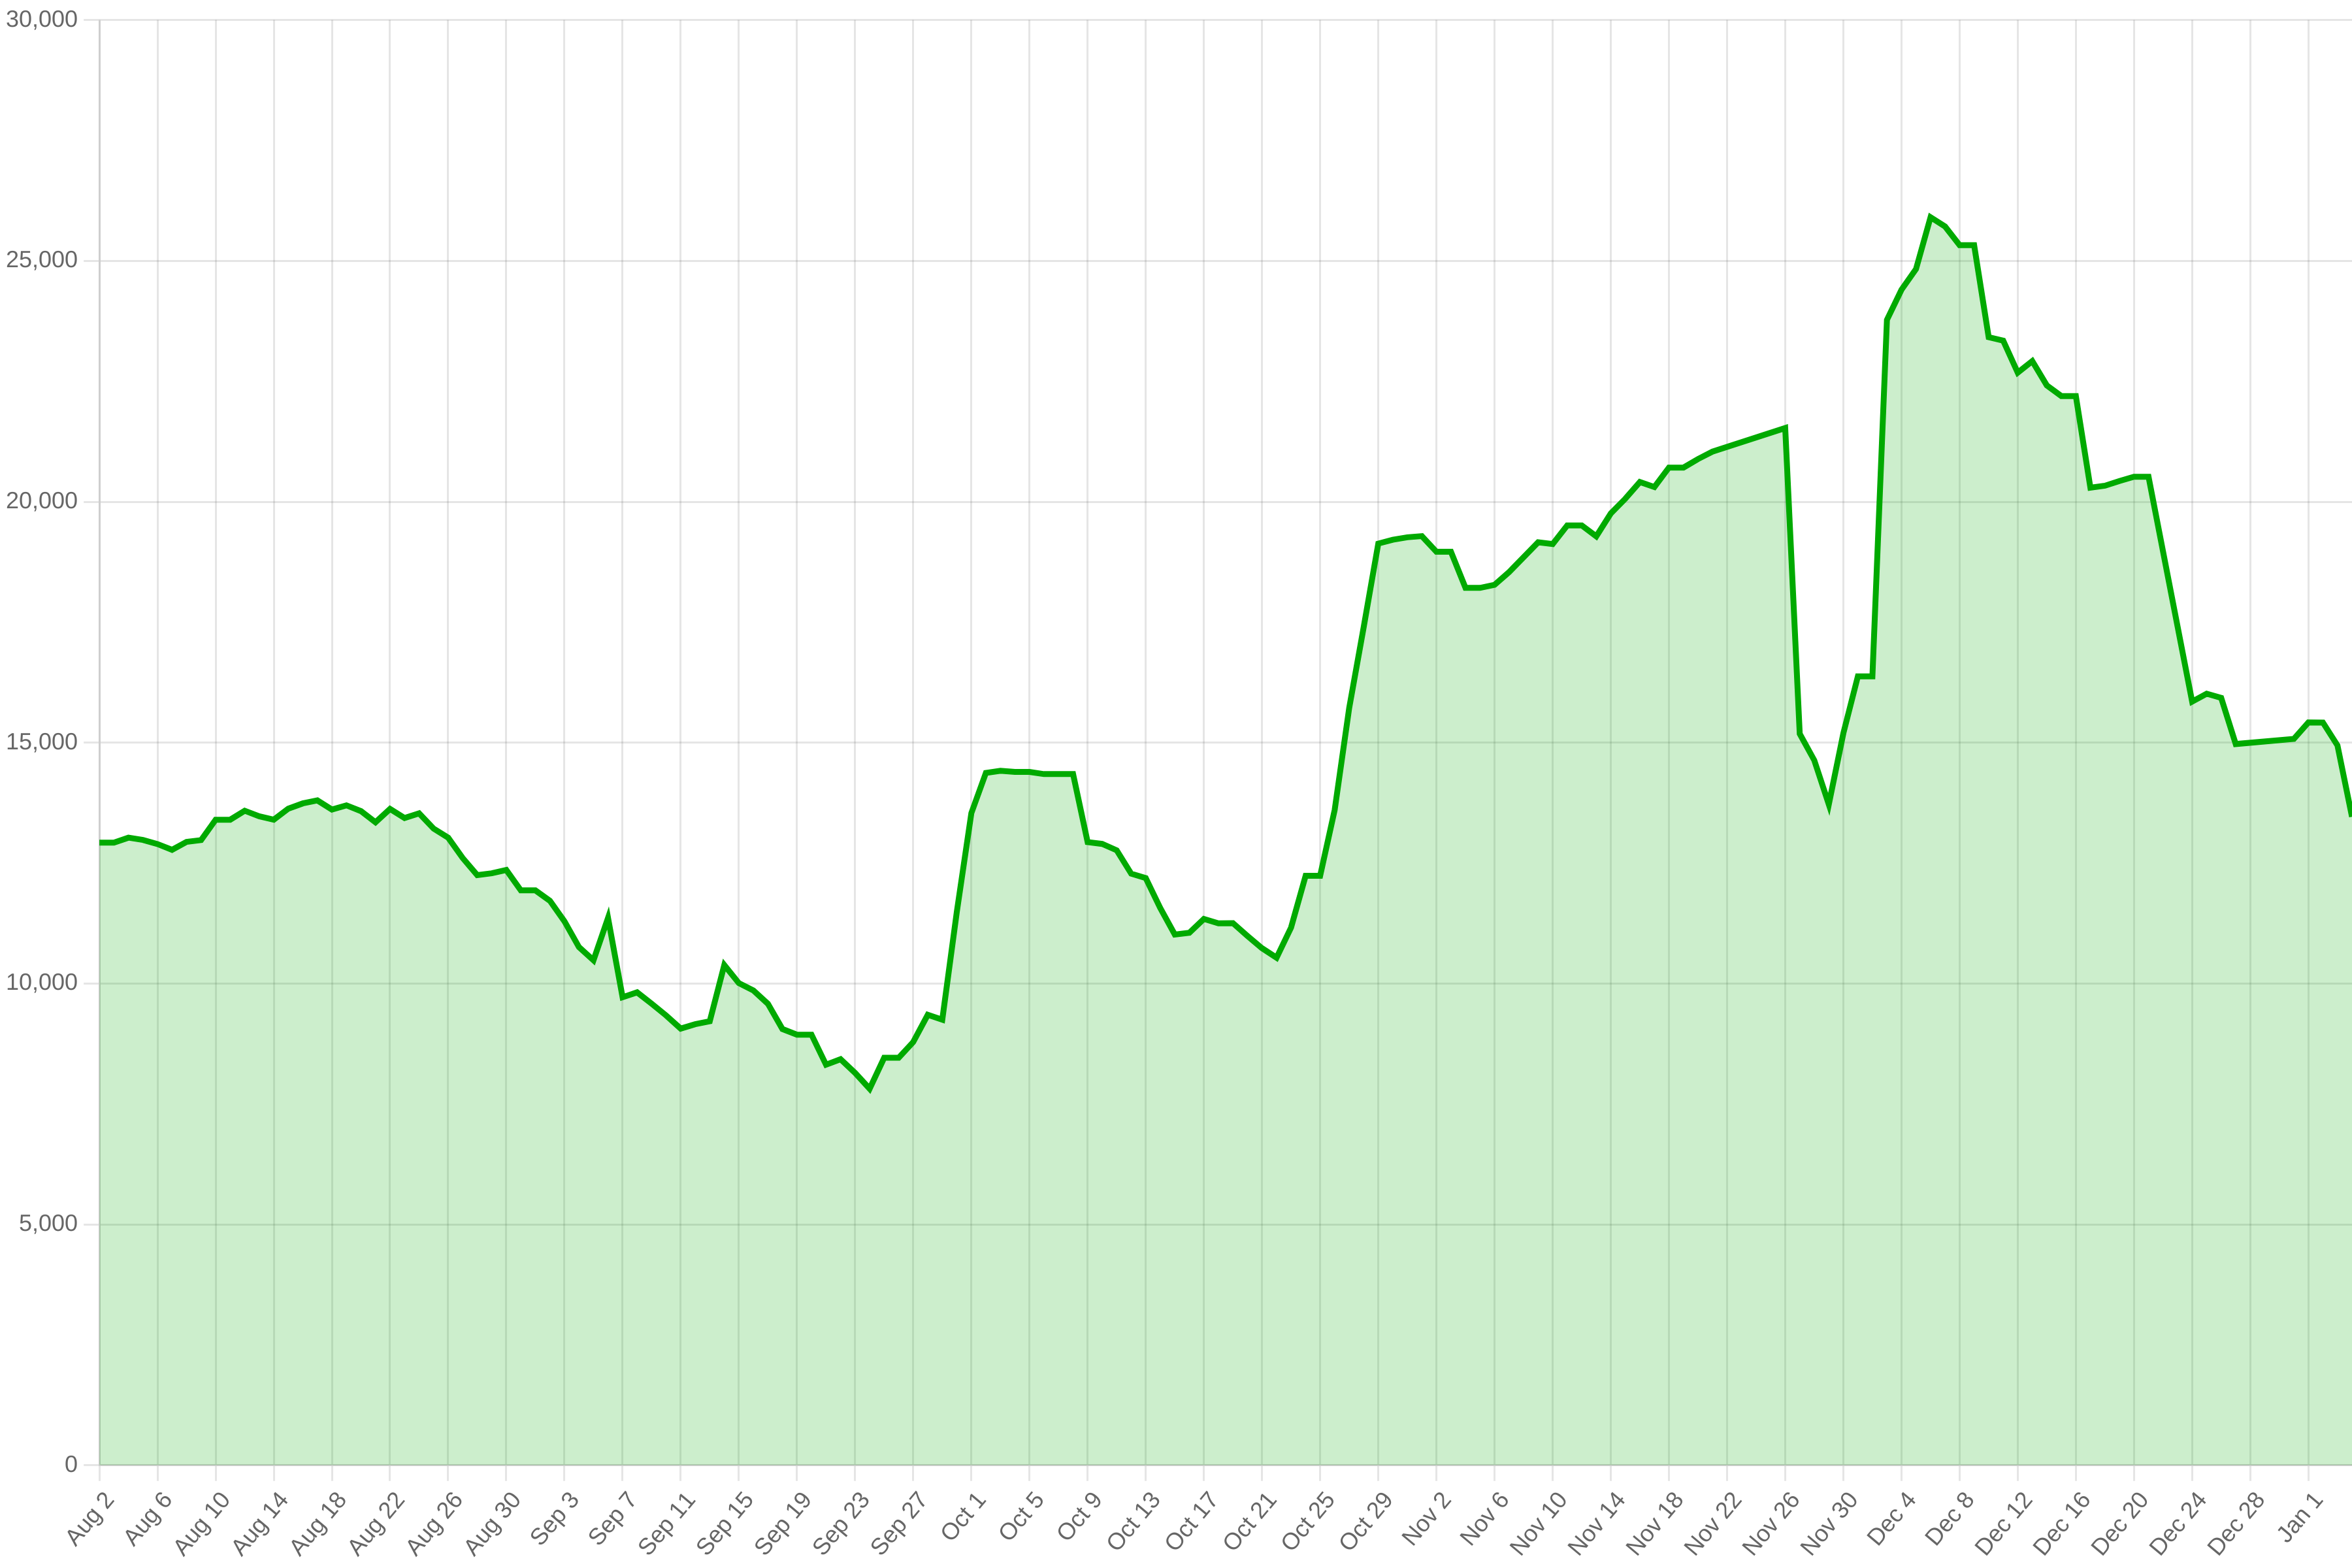 30,000
25,000
20,000
15,000
10,000
5,000
0
Aug 2
Aug 6
Aug 10
Aug 14
Aug 18
Aug 22
Aug 26
Aug 30
Sep 3
Sep 7
Sep 11
Sep 15
Sep 19
Sep 23
Sep 27
Oct 1
Oct 5
Oct 9
Oct 13
Oct 17
Oct 21
Oct 25
Oct 29
Nov 2
Nov 6
Nov 10
Nov 14
Nov 18
Nov 22
Nov 26
Nov 30
Dec 4
Dec 8
Dec 12
Dec 16
Dec 20
Dec 24
Dec 28
Jan 1